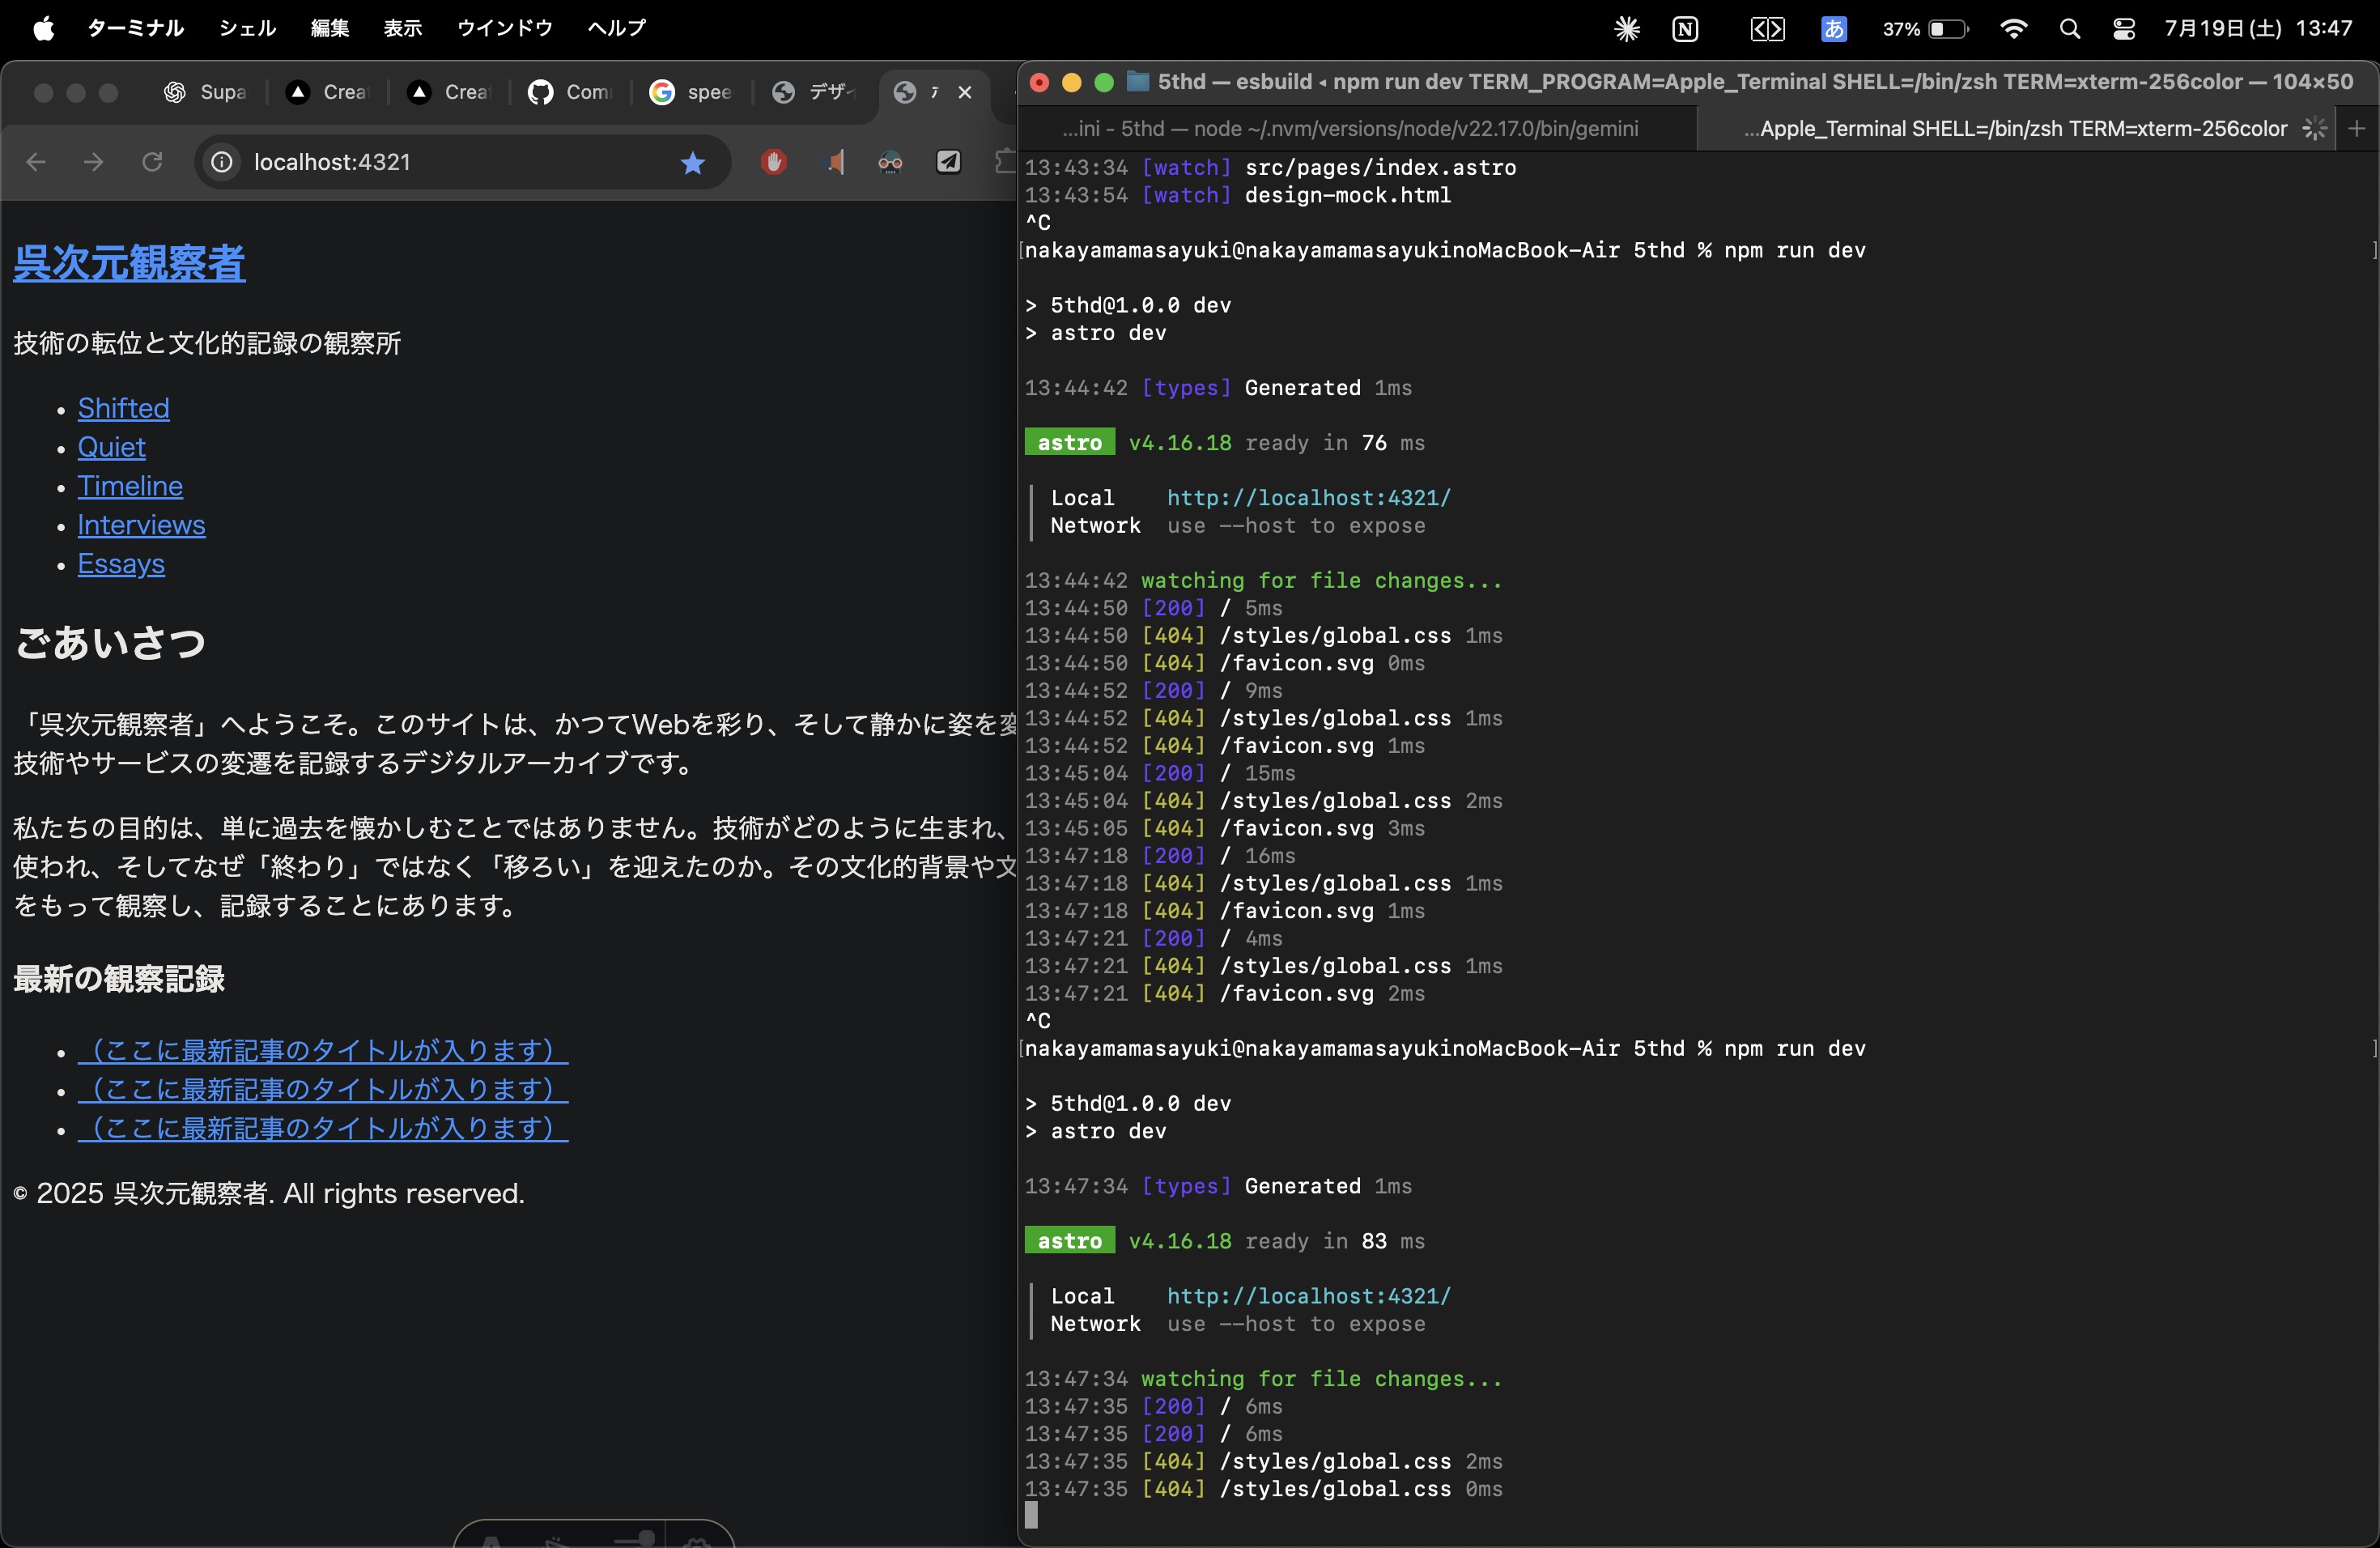 ターミナル シェル 編集 表示 ウインドウ ヘルプ
あ 37% 7月19日(土) 13:47
Supa Crea Crea Com spee デザイ
localhost:4321
呉次元観察者
技術の転位と文化的記録の観察所
• Shifted
• Quiet
• Timeline
• Interviews
• Essays
ごあいさつ
「呉次元観察者」へようこそ。このサイトは、かつてWebを彩り、そして静かに姿を変
技術やサービスの変遷を記録するデジタルアーカイブです。
私たちの目的は、単に過去を懐かしむことではありません。技術がどのように生まれ、
使われ、そしてなぜ「終わり」ではなく「移ろい」を迎えたのか。その文化的背景や文
をもって観察し、記録することにあります。
最新の観察記録
• （ここに最新記事のタイトルが入ります）
• （ここに最新記事のタイトルが入ります）
• （ここに最新記事のタイトルが入ります）
© 2025 呉次元観察者. All rights reserved.
5thd — esbuild ◂ npm run dev TERM_PROGRAM=Apple_Terminal SHELL=/bin/zsh TERM=xterm-256color — 104×50
...ini - 5thd — node ~/.nvm/versions/node/v22.17.0/bin/gemini
...Apple_Terminal SHELL=/bin/zsh TERM=xterm-256color
13:43:34 [watch] src/pages/index.astro
13:43:54 [watch] design-mock.html
^C
[nakayamamasayuki@nakayamamasayukinoMacBook-Air 5thd % npm run dev ]
> 5thd@1.0.0 dev
> astro dev
13:44:42 [types] Generated 1ms
astro v4.16.18 ready in 76 ms
┃ Local http://localhost:4321/
┃ Network use --host to expose
13:44:42 watching for file changes...
13:44:50 [200] / 5ms
13:44:50 [404] /styles/global.css 1ms
13:44:50 [404] /favicon.svg 0ms
13:44:52 [200] / 9ms
13:44:52 [404] /styles/global.css 1ms
13:44:52 [404] /favicon.svg 1ms
13:45:04 [200] / 15ms
13:45:04 [404] /styles/global.css 2ms
13:45:05 [404] /favicon.svg 3ms
13:47:18 [200] / 16ms
13:47:18 [404] /styles/global.css 1ms
13:47:18 [404] /favicon.svg 1ms
13:47:21 [200] / 4ms
13:47:21 [404] /styles/global.css 1ms
13:47:21 [404] /favicon.svg 2ms
^C
[nakayamamasayuki@nakayamamasayukinoMacBook-Air 5thd % npm run dev ]
> 5thd@1.0.0 dev
> astro dev
13:47:34 [types] Generated 1ms
astro v4.16.18 ready in 83 ms
┃ Local http://localhost:4321/
┃ Network use --host to expose
13:47:34 watching for file changes...
13:47:35 [200] / 6ms
13:47:35 [200] / 6ms
13:47:35 [404] /styles/global.css 2ms
13:47:35 [404] /styles/global.css 0ms